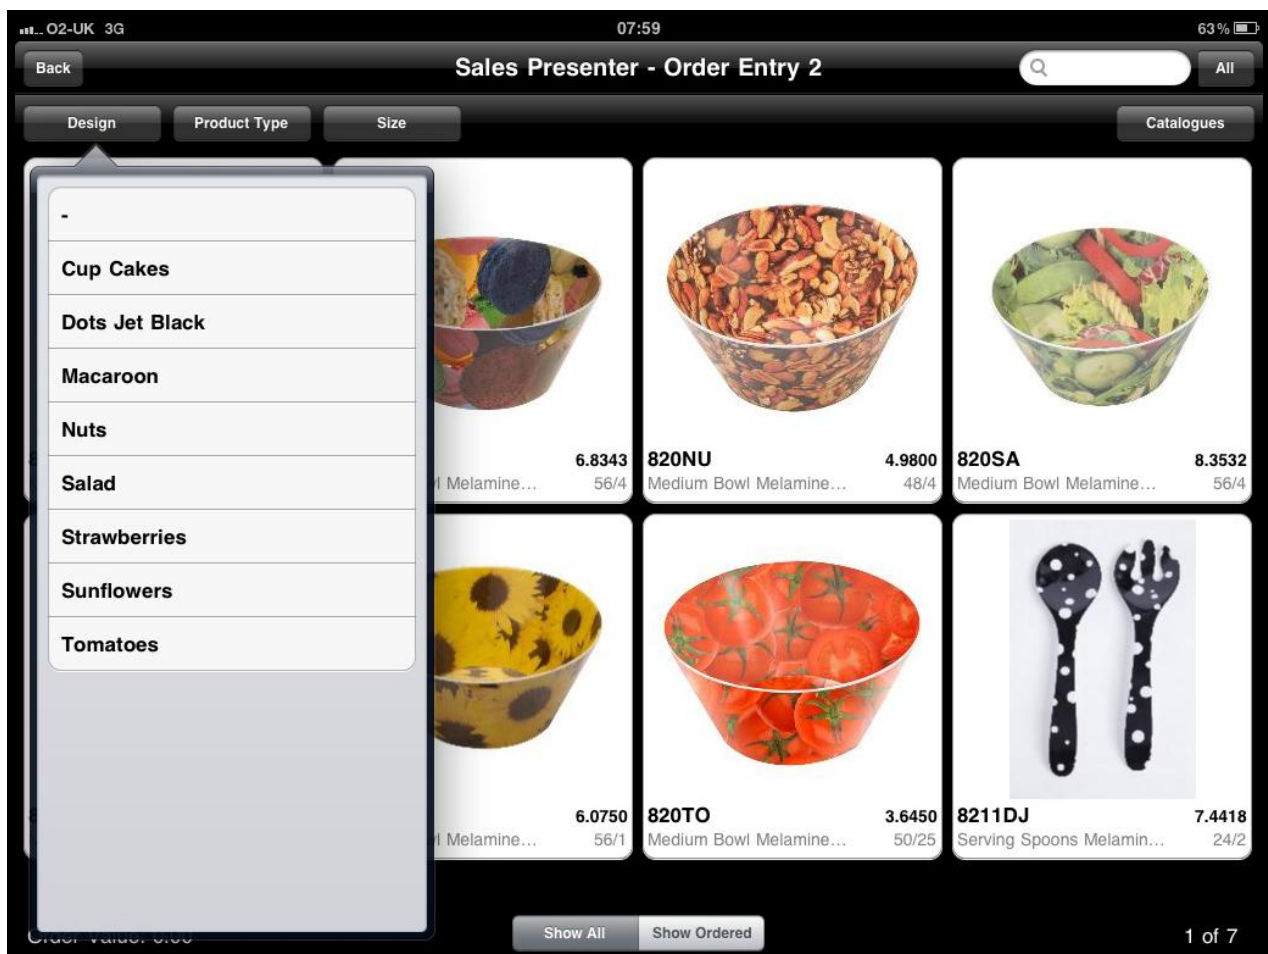 O2-UK 3G 07:59 63%
Back Sales Presenter - Order Entry 2 All
Design Product Type Size Catalogues
-
Cup Cakes
Dots Jet Black
Macaroon
Nuts
Salad
Strawberries
Sunflowers
Tomatoes
6.8343
Melamine... 56/4
820NU 4.9800
Medium Bowl Melamine... 48/4
820SA 8.3532
Medium Bowl Melamine... 56/4
6.0750
Melamine... 56/1
820TO 3.6450
Medium Bowl Melamine... 50/25
8211DJ 7.4418
Serving Spoons Melamin... 24/2
Order Value: 0.00 Show All Show Ordered 1 of 7